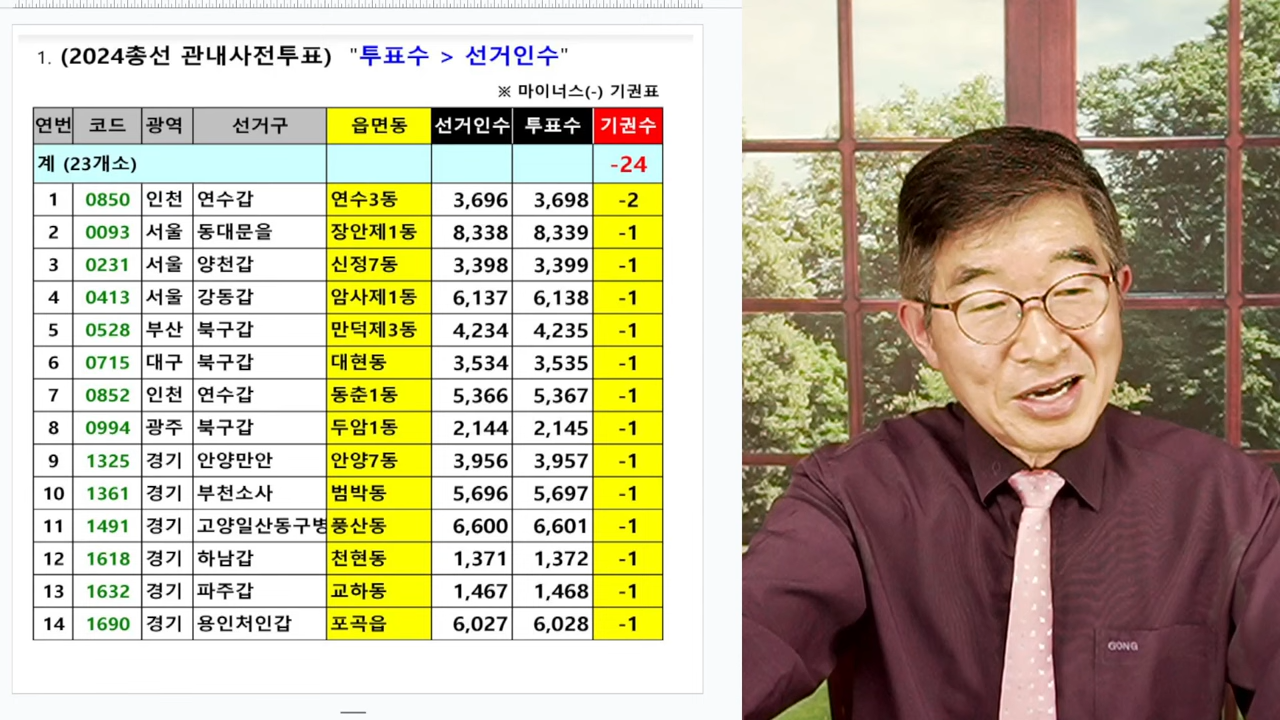 1. (2024총선 관내사전투표) "투표수 > 선거인수"
※ 마이너스(-) 기권표
연번 코드 광역 선거구 읍면동 선거인수 투표수 기권수
계 (23개소) -24
1 0850 인천 연수갑 연수3동 3,696 3,698 -2
2 0093 서울 동대문을 장안제1동 8,338 8,339 -1
3 0231 서울 양천갑 신정7동 3,398 3,399 -1
4 0413 서울 강동갑 암사제1동 6,137 6,138 -1
5 0528 부산 북구갑 만덕제3동 4,234 4,235 -1
6 0715 대구 북구갑 대현동 3,534 3,535 -1
7 0852 인천 연수갑 동춘1동 5,366 5,367 -1
8 0994 광주 북구갑 두암1동 2,144 2,145 -1
9 1325 경기 안양만안 안양7동 3,956 3,957 -1
10 1361 경기 부천소사 범박동 5,696 5,697 -1
11 1491 경기 고양일산동구병 풍산동 6,600 6,601 -1
12 1618 경기 하남갑 천현동 1,371 1,372 -1
13 1632 경기 파주갑 교하동 1,467 1,468 -1
14 1690 경기 용인처인갑 포곡읍 6,027 6,028 -1
GONG